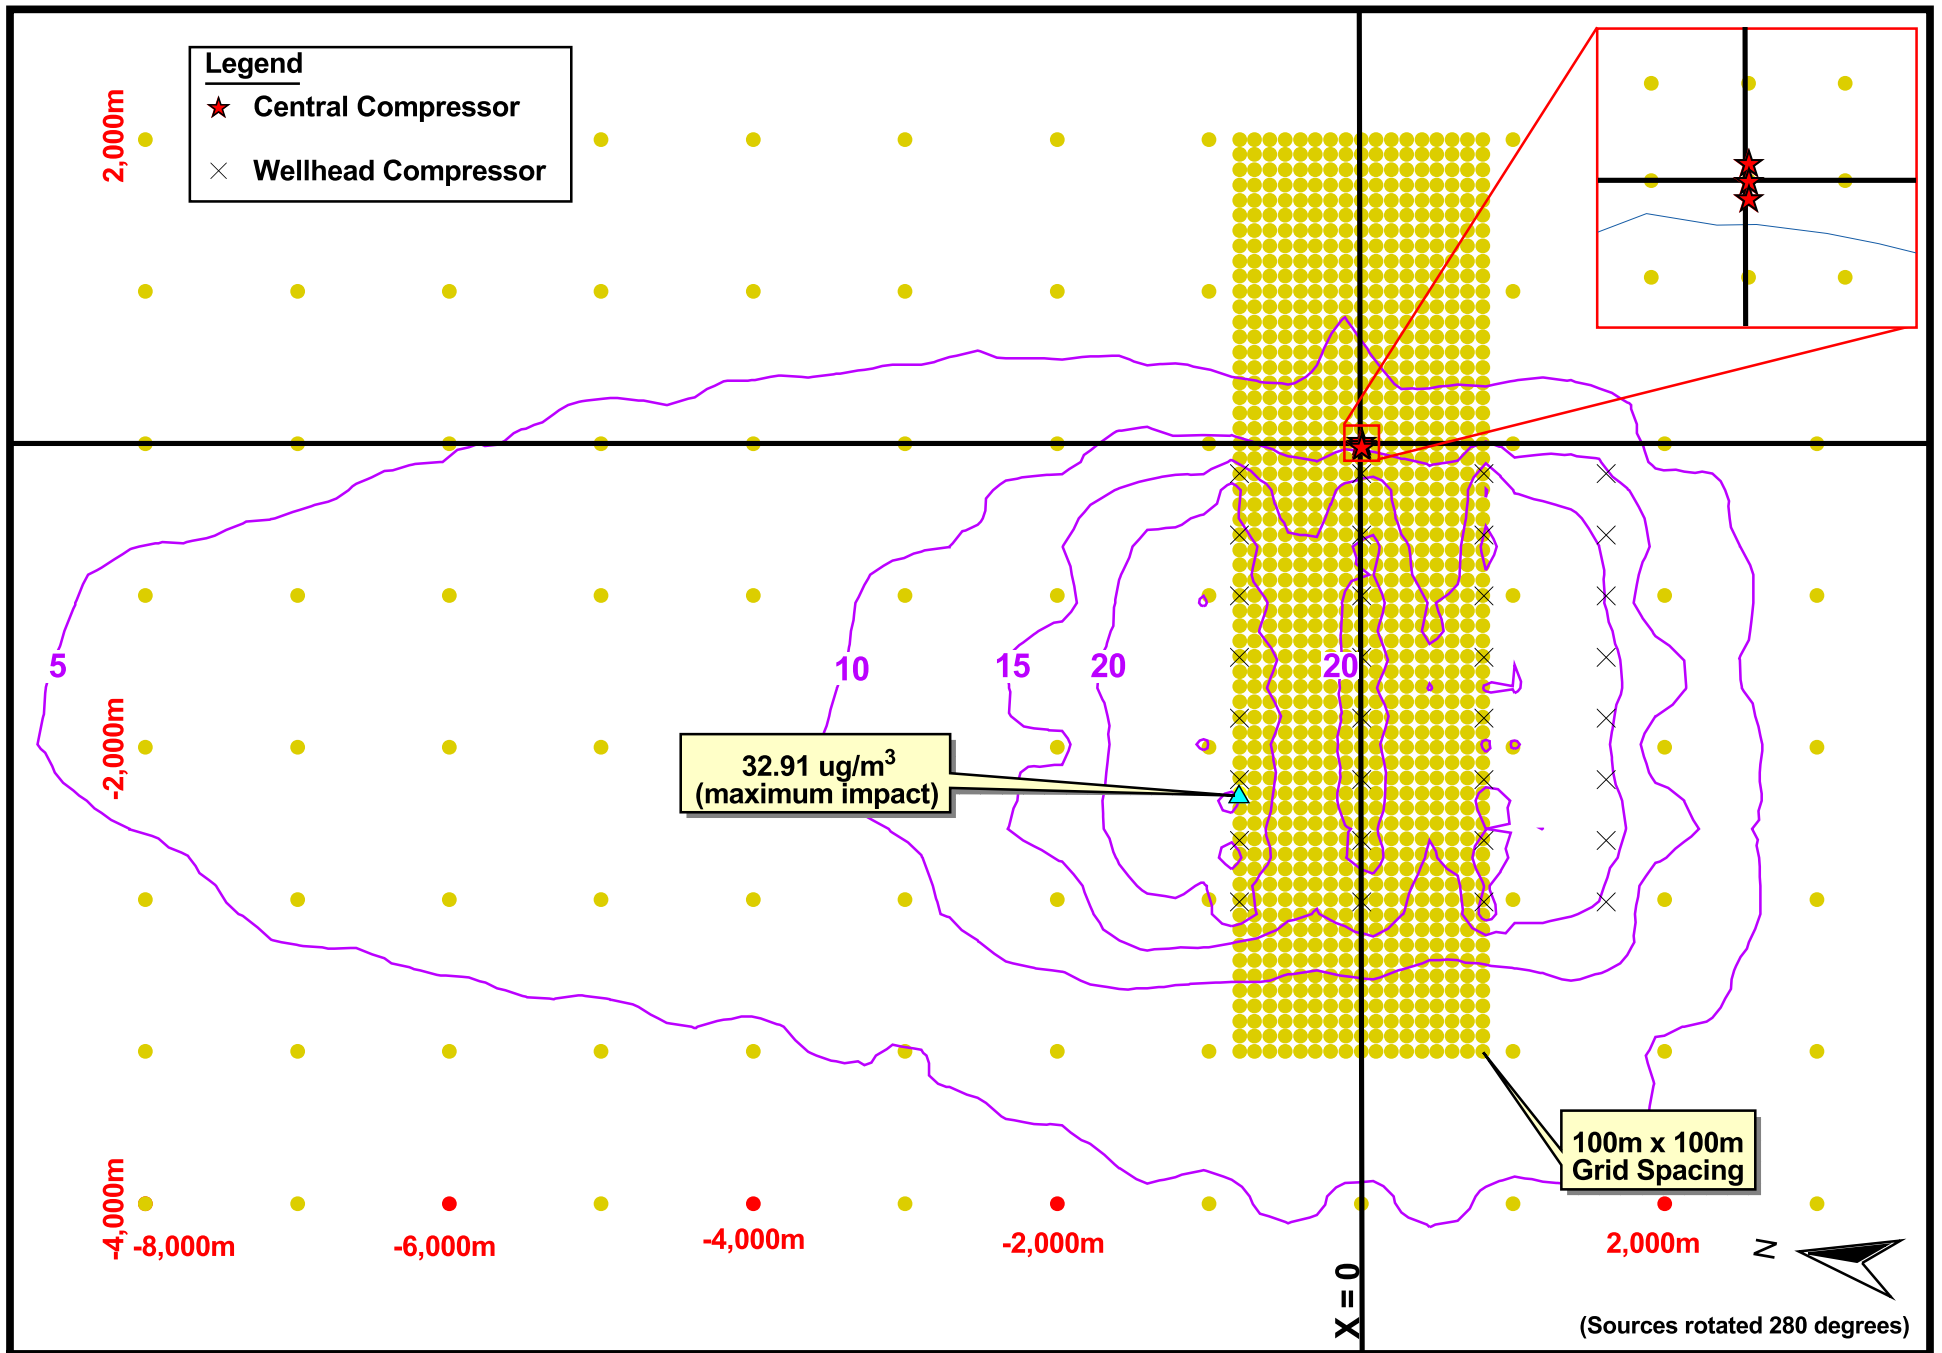 Legend
Central Compressor
Wellhead Compressor
2,000m
5
10
15
20
20
-2,000m
32.91 ug/m³
(maximum impact)
100m x 100m
Grid Spacing
-4,000m
-8,000m
-6,000m
-4,000m
-2,000m
2,000m
X = 0
N
(Sources rotated 280 degrees)